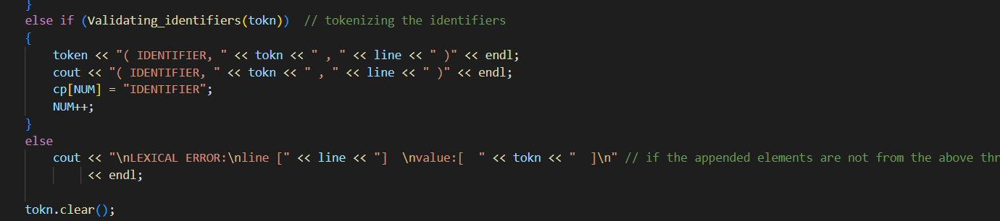 }
else if (Validating_identifiers(tokn))  // tokenizing the identifiers
{
    token << "( IDENTIFIER, " << tokn << " , " << line << " )" << endl;
    cout << "( IDENTIFIER, " << tokn << " , " << line << " )" << endl;
    cp[NUM] = "IDENTIFIER";
    NUM++;
}
else
    cout << "\nLEXICAL ERROR:\nline [" << line << "]  \nvalue:[  " << tokn << "  ]\n" // if the appended elements are not from the above
         << endl;
tokn.clear();